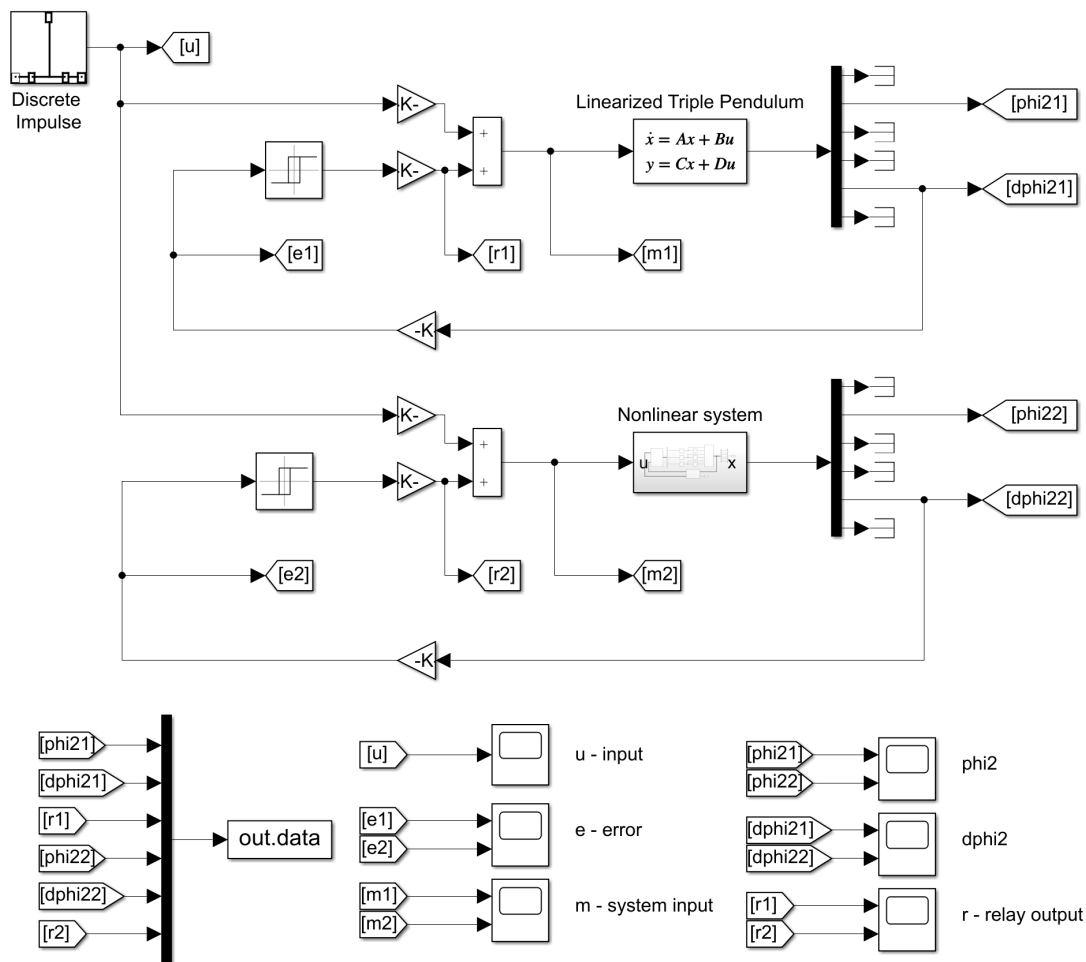 [u]
Discrete
Impulse
K-
Linearized Triple Pendulum
[phi21]
+
ẋ = Ax + Bu
K-
+
y = Cx + Du
[dphi21]
[e1]
[r1]
[m1]
-K
K-
Nonlinear system
[phi22]
+
u
x
K-
+
[dphi22]
[e2]
[r2]
[m2]
-K
[phi21]
[dphi21]
[r1]
[phi22]
[dphi22]
[r2]
out.data
[u]
u - input
[e1]
[e2]
e - error
[m1]
[m2]
m - system input
[phi21]
[phi22]
phi2
[dphi21]
[dphi22]
dphi2
[r1]
[r2]
r - relay output